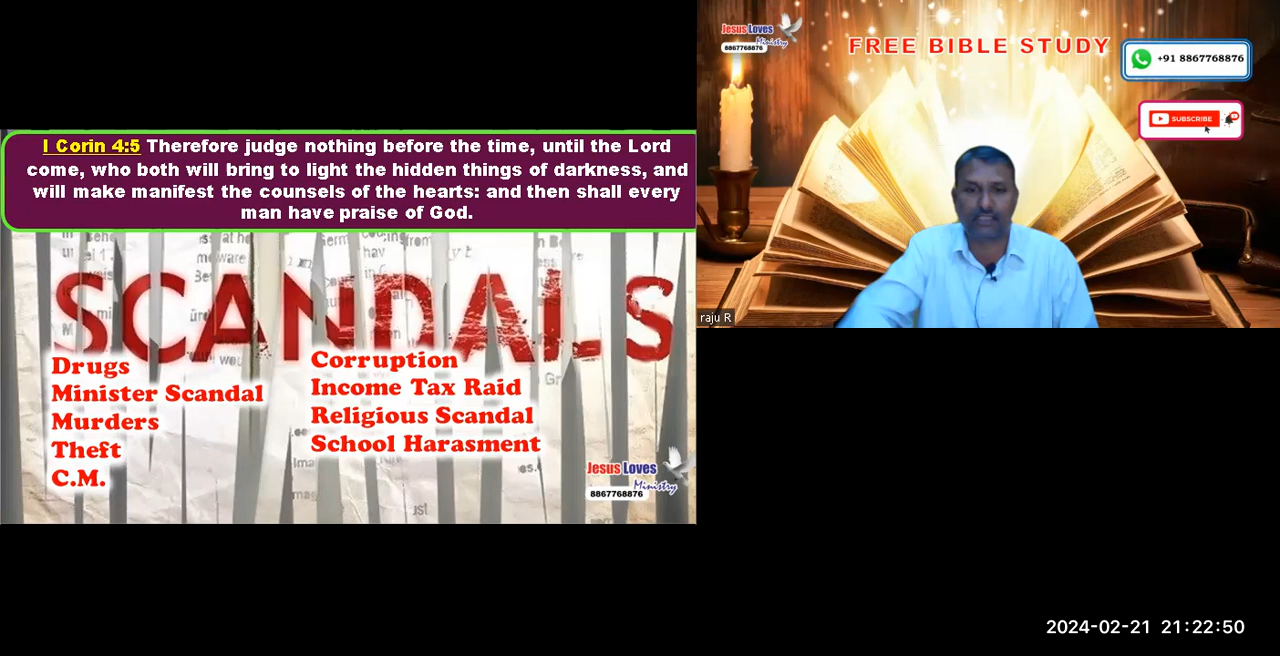 I Corin 4:5 Therefore judge nothing before the time, until the Lord
come, who both will bring to light the hidden things of darkness, and
will make manifest the counsels of the hearts: and then shall every
man have praise of God.
SCANDALS
Drugs
Minister Scandal
Murders
Theft
C.M.
Corruption
Income Tax Raid
Religious Scandal
School Harasment
Jesus Loves
Ministry
8867768876
Jesus Loves
Ministry
8867768876
FREE BIBLE STUDY
+91 8867768876
SUBSCRIBE
raju R
2024-02-21 21:22:50